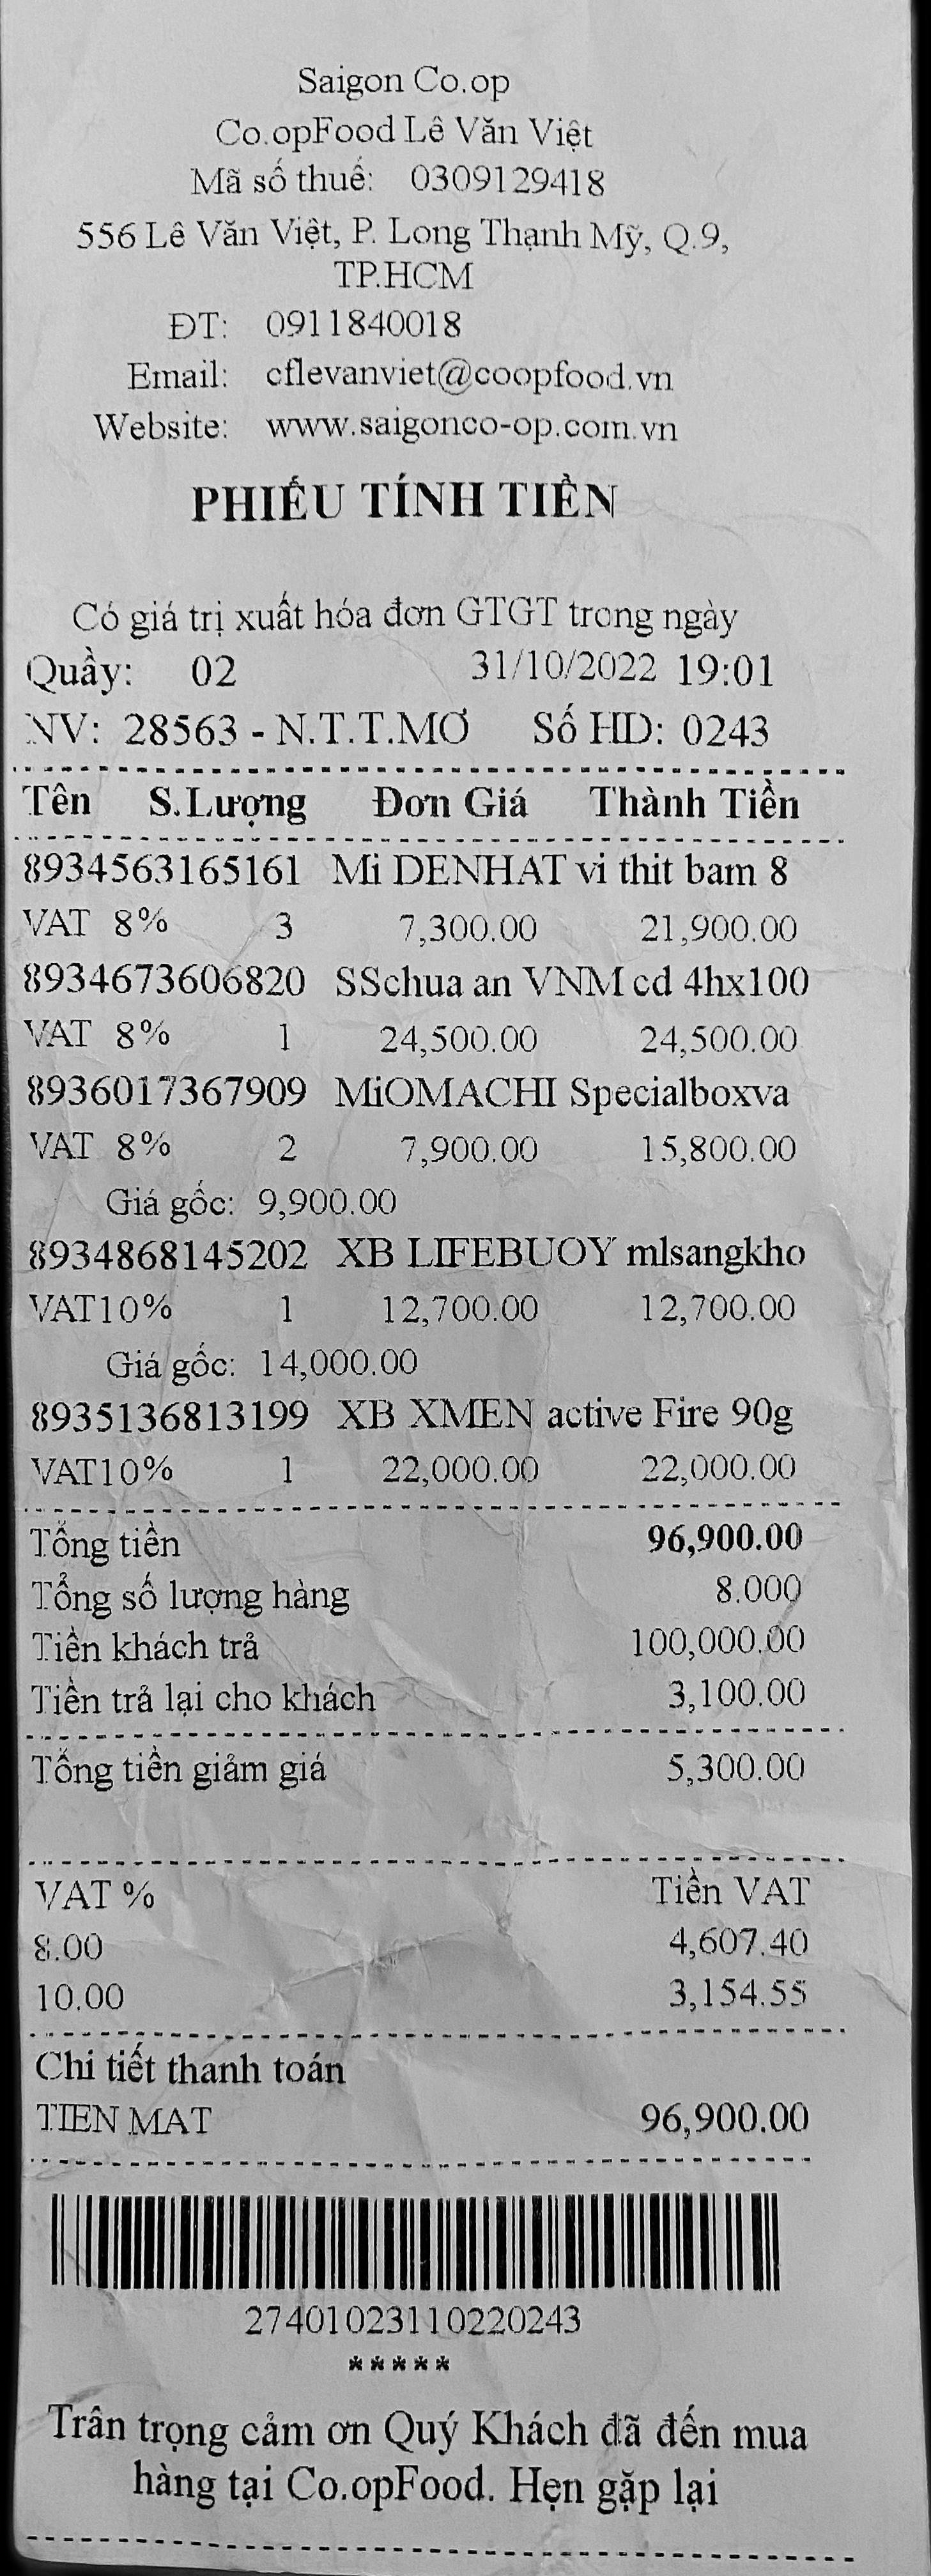 Saigon Co.op
Co.opFood Lê Văn Việt
Mã số thuế: 0309129418
556 Lê Văn Việt, P. Long Thạnh Mỹ, Q.9,
TP.HCM
ĐT: 0911840018
Email: cflevanviet@coopfood.vn
Website: www.saigonco-op.com.vn
PHIẾU TÍNH TIỀN
Có giá trị xuất hóa đơn GTGT trong ngày
Quầy: 02 31/10/2022 19:01
NV: 28563 - N.T.T.MƠ Số HD: 0243
Tên S.Lượng Đơn Giá Thành Tiền
8934563165161 Mi DENHAT vi thit bam 8
VAT 8% 3 7,300.00 21,900.00
8934673606820 SSchua an VNM cd 4hx100
VAT 8% 1 24,500.00 24,500.00
8936017367909 MiOMACHI Specialboxva
VAT 8% 2 7,900.00 15,800.00
Giá gốc: 9,900.00
8934868145202 XB LIFEBUOY mlsangkho
VAT10% 1 12,700.00 12,700.00
Giá gốc: 14,000.00
8935136813199 XB XMEN active Fire 90g
VAT10% 1 22,000.00 22,000.00
Tổng tiền 96,900.00
Tổng số lượng hàng 8.000
Tiền khách trả 100,000.00
Tiền trả lại cho khách 3,100.00
Tổng tiền giảm giá 5,300.00
VAT % Tiền VAT
8.00 4,607.40
10.00 3,154.55
Chi tiết thanh toán
TIEN MAT 96,900.00
27401023110220243
*****
Trân trọng cảm ơn Quý Khách đã đến mua
hàng tại Co.opFood. Hẹn gặp lại